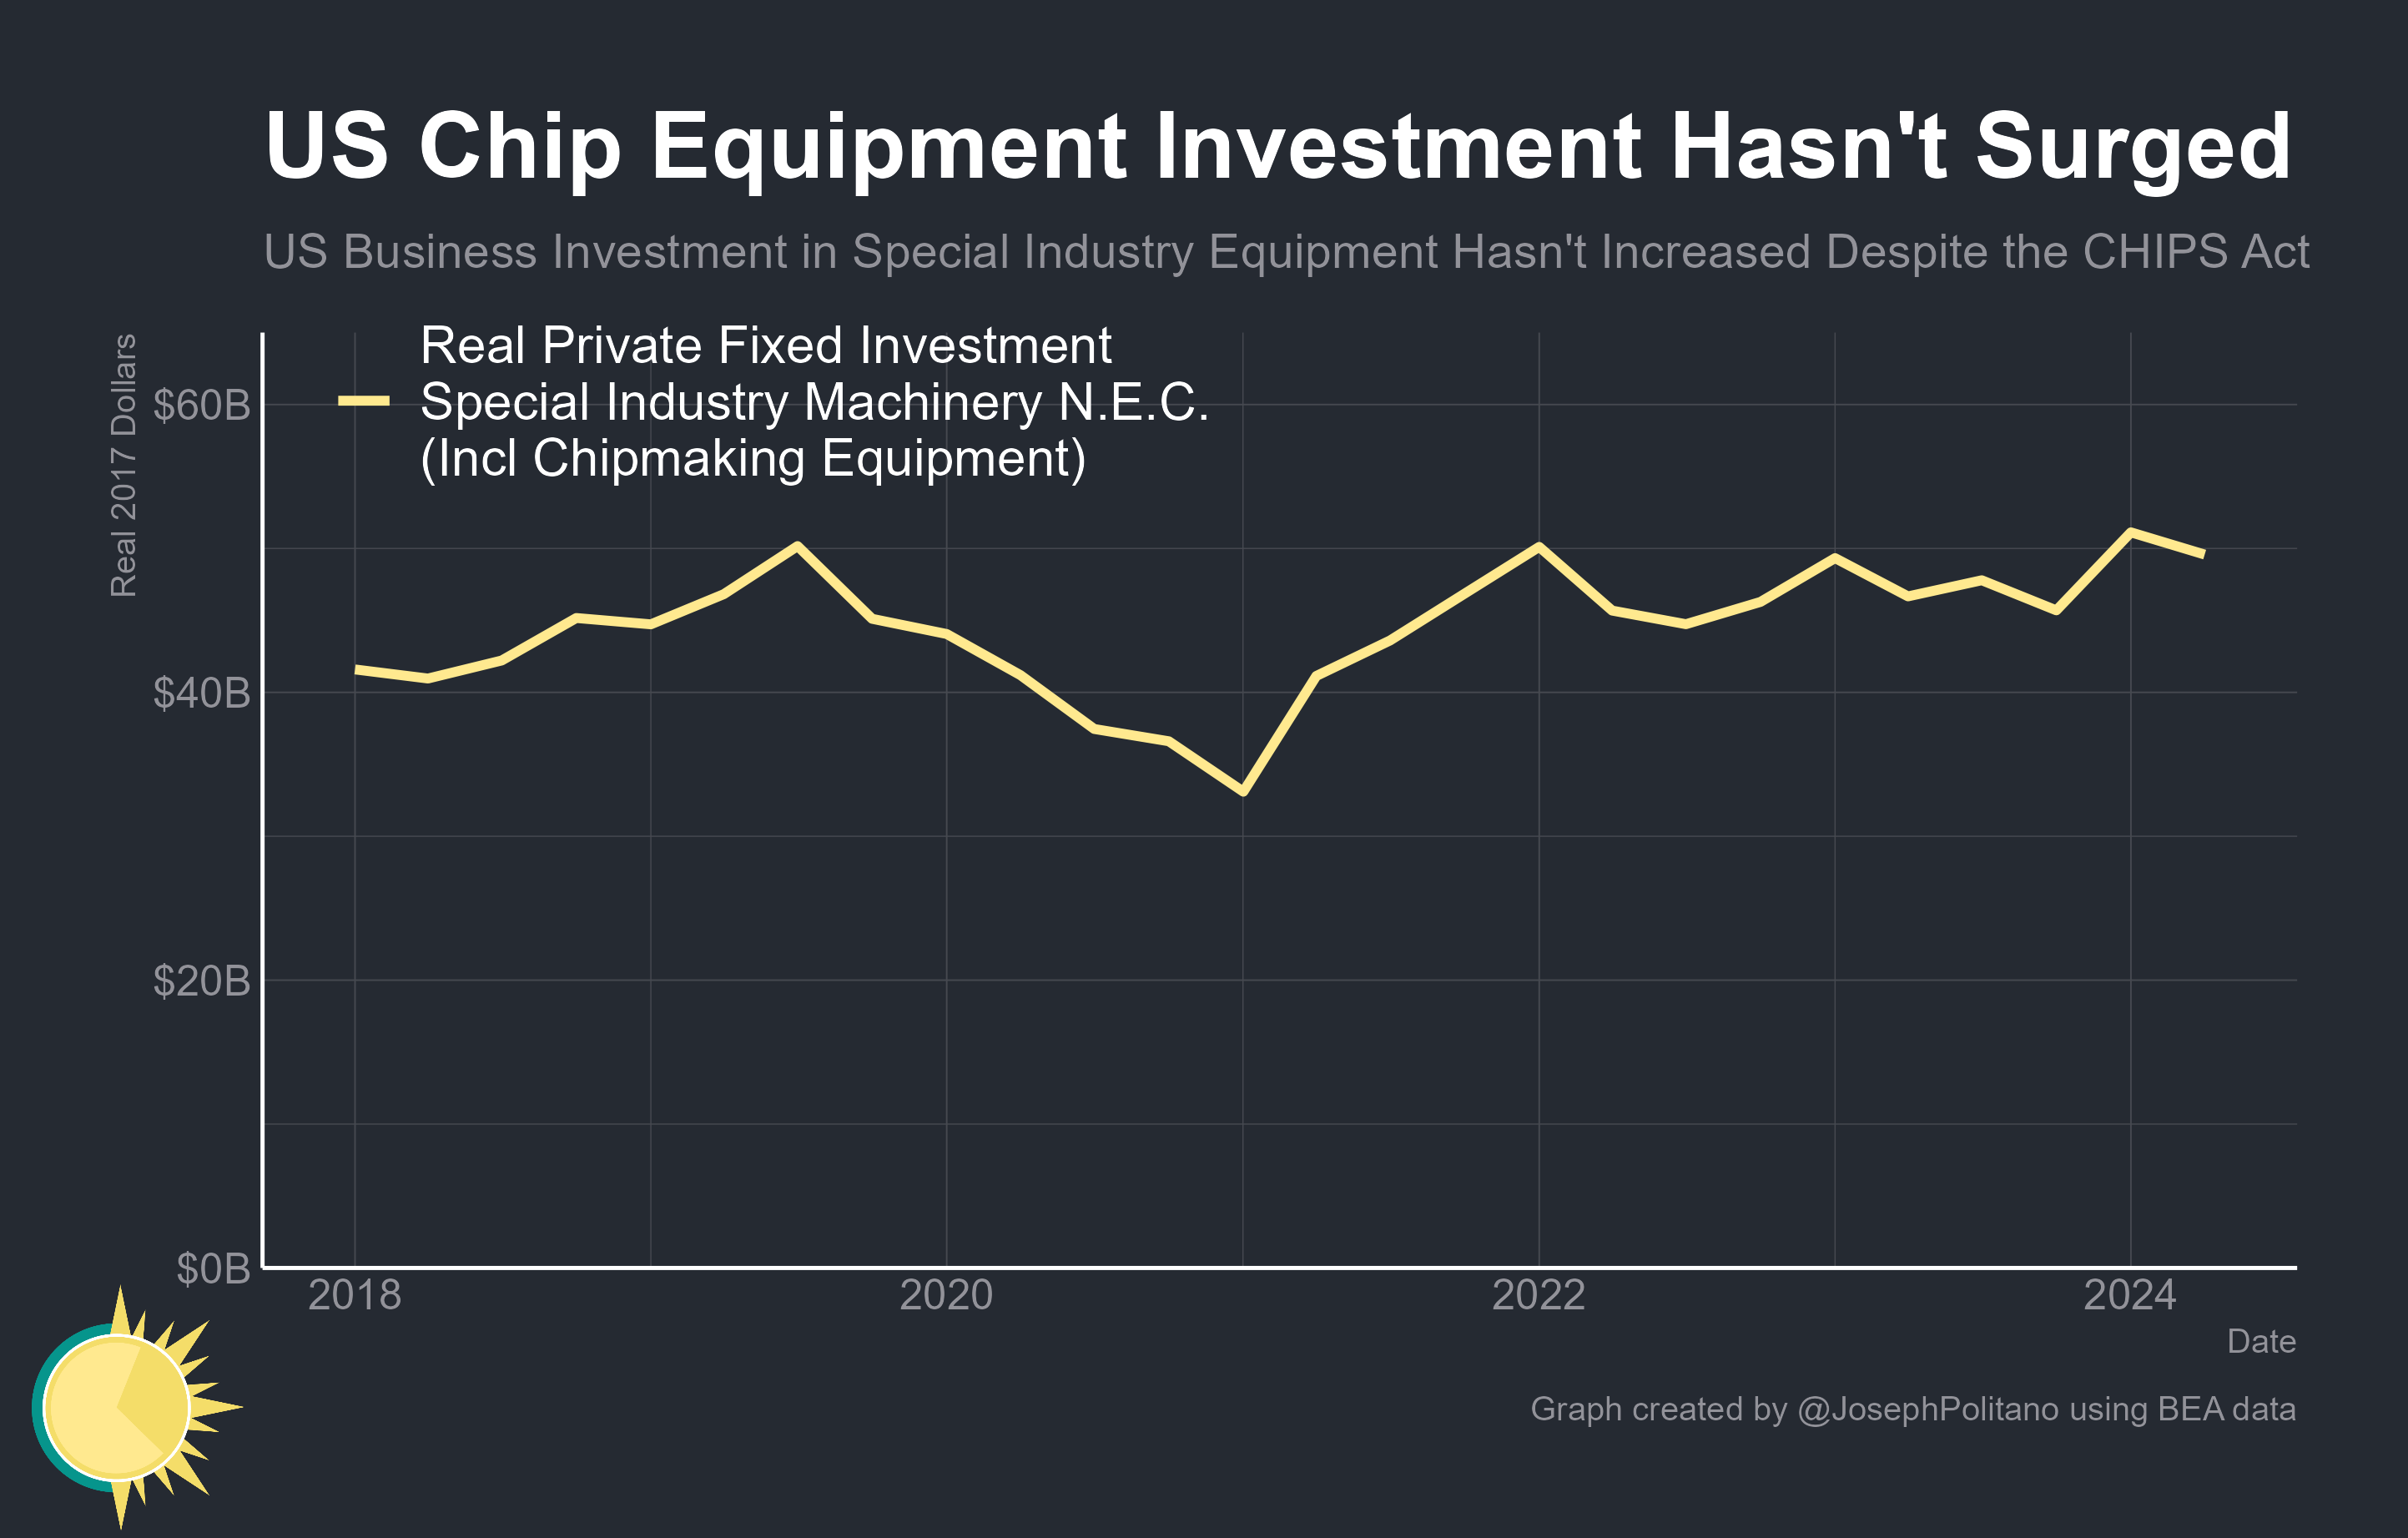 US Chip Equipment Investment Hasn't Surged
US Business Investment in Special Industry Equipment Hasn't Increased Despite the CHIPS Act
Real 2017 Dollars
Real Private Fixed Investment
Special Industry Machinery N.E.C.
(Incl Chipmaking Equipment)
$60B
$40B
$20B
$0B
2018
2020
2022
2024
Date
Graph created by @JosephPolitano using BEA data